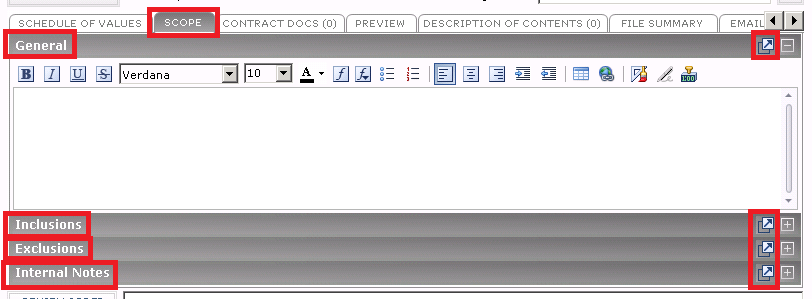 SCHEDULE OF VALUES SCOPE CONTRACT DOCS (0) PREVIEW DESCRIPTION OF CONTENTS (0) FILE SUMMARY EMAIL
General
B I U S Verdana 10 A f f
Inclusions
Exclusions
Internal Notes